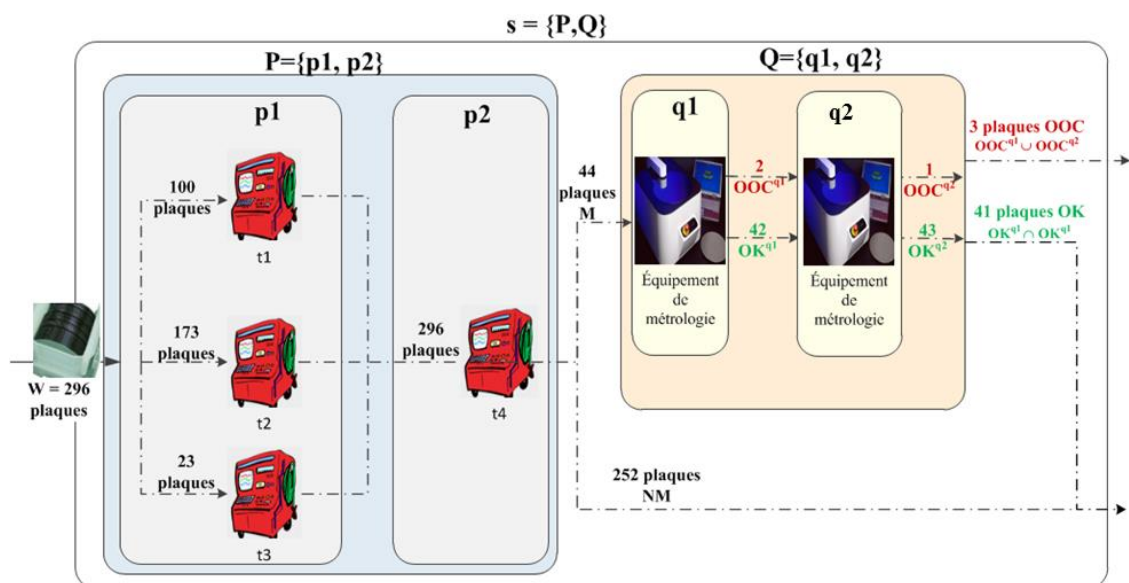 s = {P,Q}
P={p1, p2}
Q={q1, q2}
p1
p2
q1
q2
100
plaques
t1
173
plaques
t2
23
plaques
t3
W = 296
plaques
296
plaques
t4
44
plaques
M
252 plaques
NM
2
OOC^q1
42
OK^q1
Équipement
de
métrologie
1
OOC^q2
43
OK^q2
Équipement
de
métrologie
3 plaques OOC
OOC^q1 ∪ OOC^q2
41 plaques OK
OK^q1 ∩ OK^q1